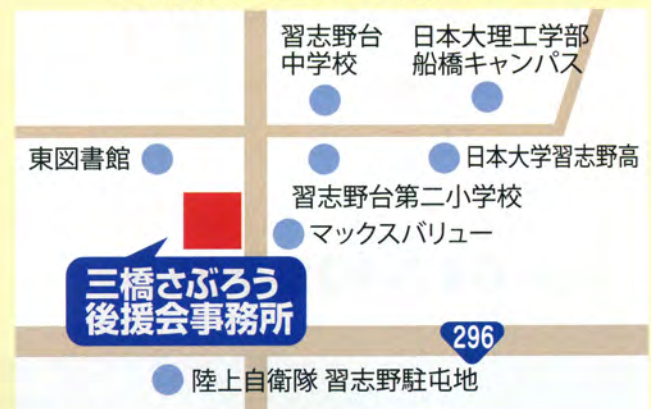 習志野台
中学校
日本大理工学部
船橋キャンパス
東図書館
日本大学習志野高
習志野台第二小学校
マックスバリュー
三橋さぶろう
後援会事務所
296
陸上自衛隊 習志野駐屯地